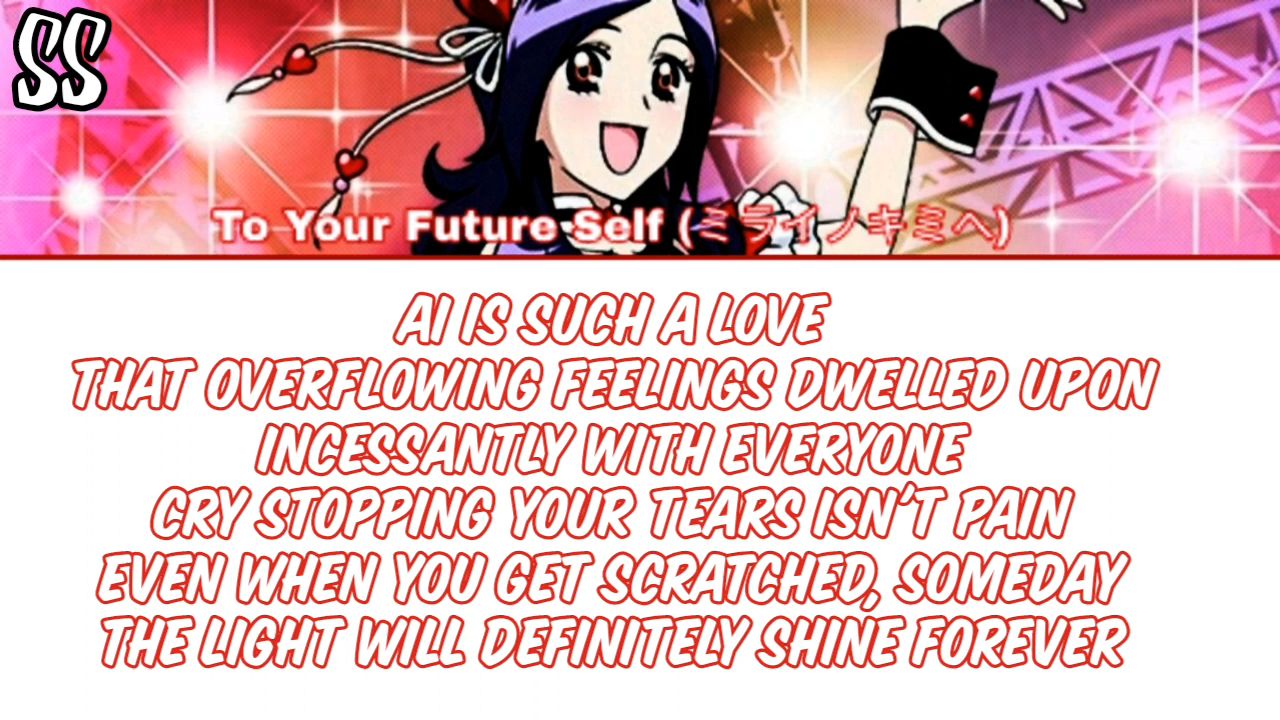 SS
To Your Future Self (ミライノキミへ)
AI IS SUCH A LOVE
THAT OVERFLOWING FEELINGS DWELLED UPON
INCESSANTLY WITH EVERYONE
CRY STOPPING YOUR TEARS ISN'T PAIN
EVEN WHEN YOU GET SCRATCHED, SOMEDAY
THE LIGHT WILL DEFINITELY SHINE FOREVER